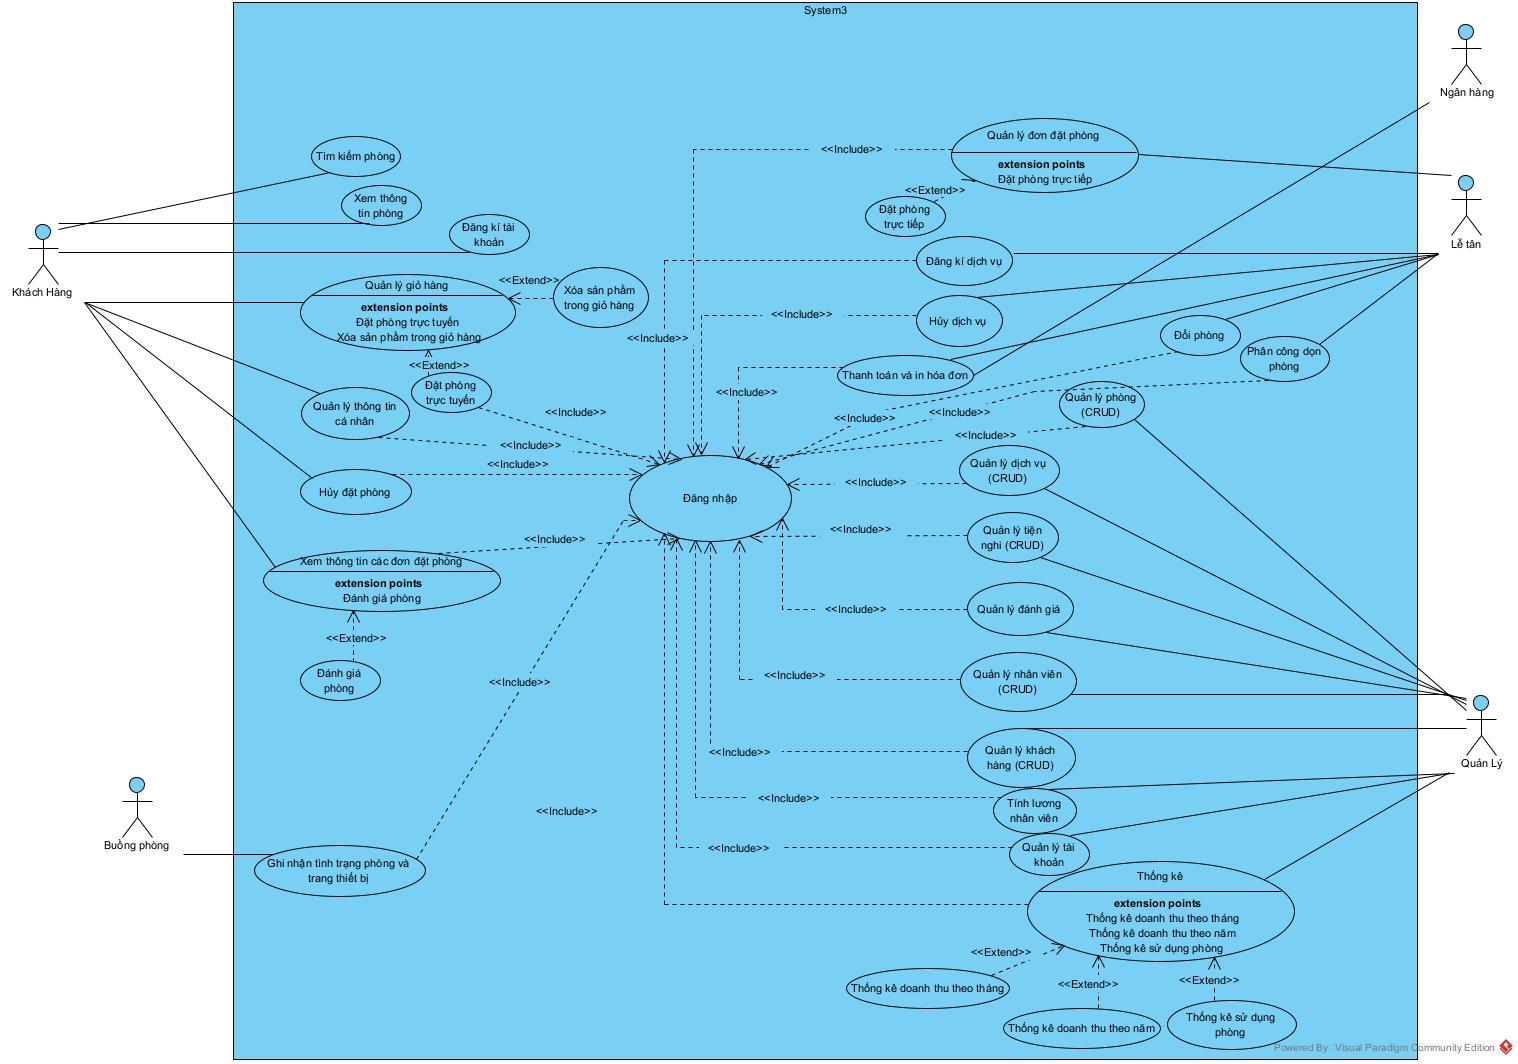 System3
Ngân hàng
Quản lý đơn đặt phòng
<<Include>>
extension points
Đặt phòng trực tiếp
Tìm kiếm phòng
<<Extend>>
Xem thông
tin phòng
Đặt phòng
trực tiếp
Đăng kí tài
khoản
Lễ tân
Đăng kí dịch vụ
Khách Hàng
Quản lý giỏ hàng
<<Extend>>
Xóa sản phầm
trong giỏ hàng
extension points
Đặt phòng trực tuyến
Xóa sản phầm trong giỏ hàng
<<Include>>
Hủy dịch vụ
<<Include>>
Đổi phòng
Phân công dọn
phòng
<<Extend>>
Thanh toán và in hóa đơn
Đặt phòng
trực tuyến
<<Include>>
Quản lý phòng
(CRUD)
Quản lý thông tin
cá nhân
<<Include>>
<<Include>>
<<Include>>
<<Include>>
<<Include>>
<<Include>>
Quản lý dịch vụ
(CRUD)
<<Include>>
Hủy đặt phòng
Đăng nhập
Quản lý tiện
nghi (CRUD)
<<Include>>
<<Include>>
Xem thông tin các đơn đặt phòng
extension points
Đánh giá phòng
Quản lý đánh giá
<<Include>>
<<Extend>>
Đánh giá
phòng
<<Include>>
<<Include>>
Quản lý nhân viên
(CRUD)
Quản lý khách
hàng (CRUD)
<<Include>>
Quản Lý
<<Include>>
Tính lương
nhân viên
<<Include>>
Buồng phòng
<<Include>>
Quản lý tài
khoản
Ghi nhận tình trạng phòng và
trang thiết bị
Thống kê
extension points
Thống kê doanh thu theo tháng
Thống kê doanh thu theo năm
Thống kê sử dụng phòng
<<Extend>>
<<Extend>>
<<Extend>>
Thống kê doanh thu theo tháng
Thống kê doanh thu theo năm
Thống kê sử dụng
phòng
Powered By: Visual Paradigm Community Edition